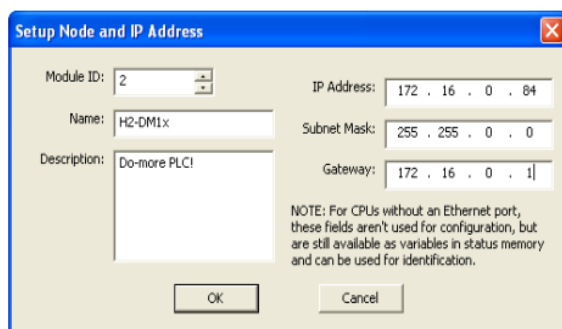 Setup Node and IP Address
Module ID: 2
Name: H2-DM1x
Description: Do-more PLC!
IP Address: 172 . 16 . 0 . 84
Subnet Mask: 255 . 255 . 0 . 0
Gateway: 172 . 16 . 0 . 1
NOTE: For CPUs without an Ethernet port,
these fields aren't used for configuration, but
are still available as variables in status memory
and can be used for identification.
OK
Cancel